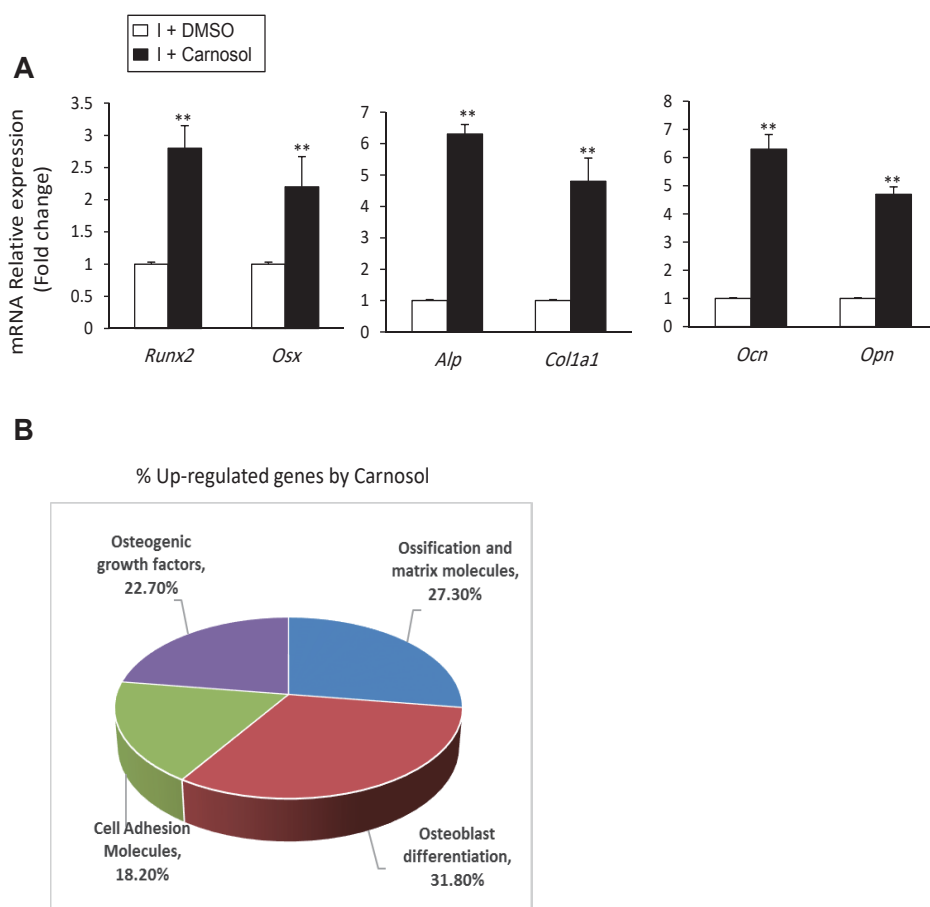 I + DMSO
I + Carnosol
A
mRNA Relative expression
(Fold change)
3.5
3
2.5
2
1.5
1
0.5
0
**
**
Runx2
Osx
7
6
5
4
3
2
1
0
**
**
Alp
Col1a1
8
7
6
5
4
3
2
1
0
**
**
Ocn
Opn
B
% Up-regulated genes by Carnosol
Osteogenic
growth factors,
22.70%
Ossification and
matrix molecules,
27.30%
Cell Adhesion
Molecules,
18.20%
Osteoblast
differentiation,
31.80%